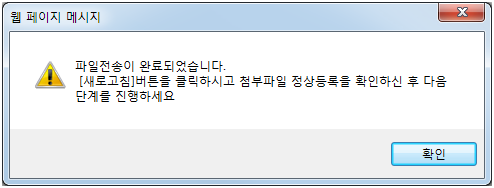 웹 페이지 메시지
파일전송이 완료되었습니다.
[새로고침]버튼을 클릭하시고 첨부파일 정상등록을 확인하신 후 다음
단계를 진행하세요
확인